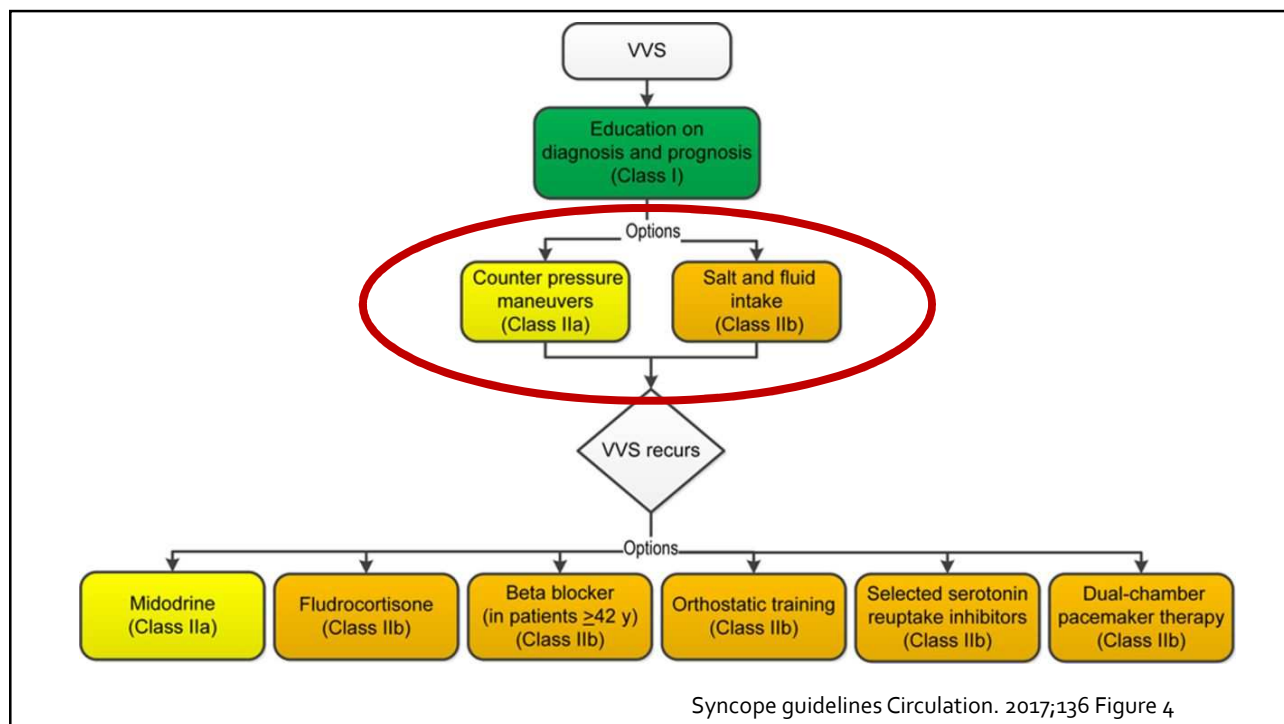 VVS
Education on
diagnosis and prognosis
(Class I)
Options
Counter pressure
maneuvers
(Class IIa)
Salt and fluid
intake
(Class IIb)
VVS recurs
Options
Midodrine
(Class IIa)
Fludrocortisone
(Class IIb)
Beta blocker
(in patients ≥42 y)
(Class IIb)
Orthostatic training
(Class IIb)
Selected serotonin
reuptake inhibitors
(Class IIb)
Dual-chamber
pacemaker therapy
(Class IIb)
Syncope guidelines Circulation. 2017;136 Figure 4